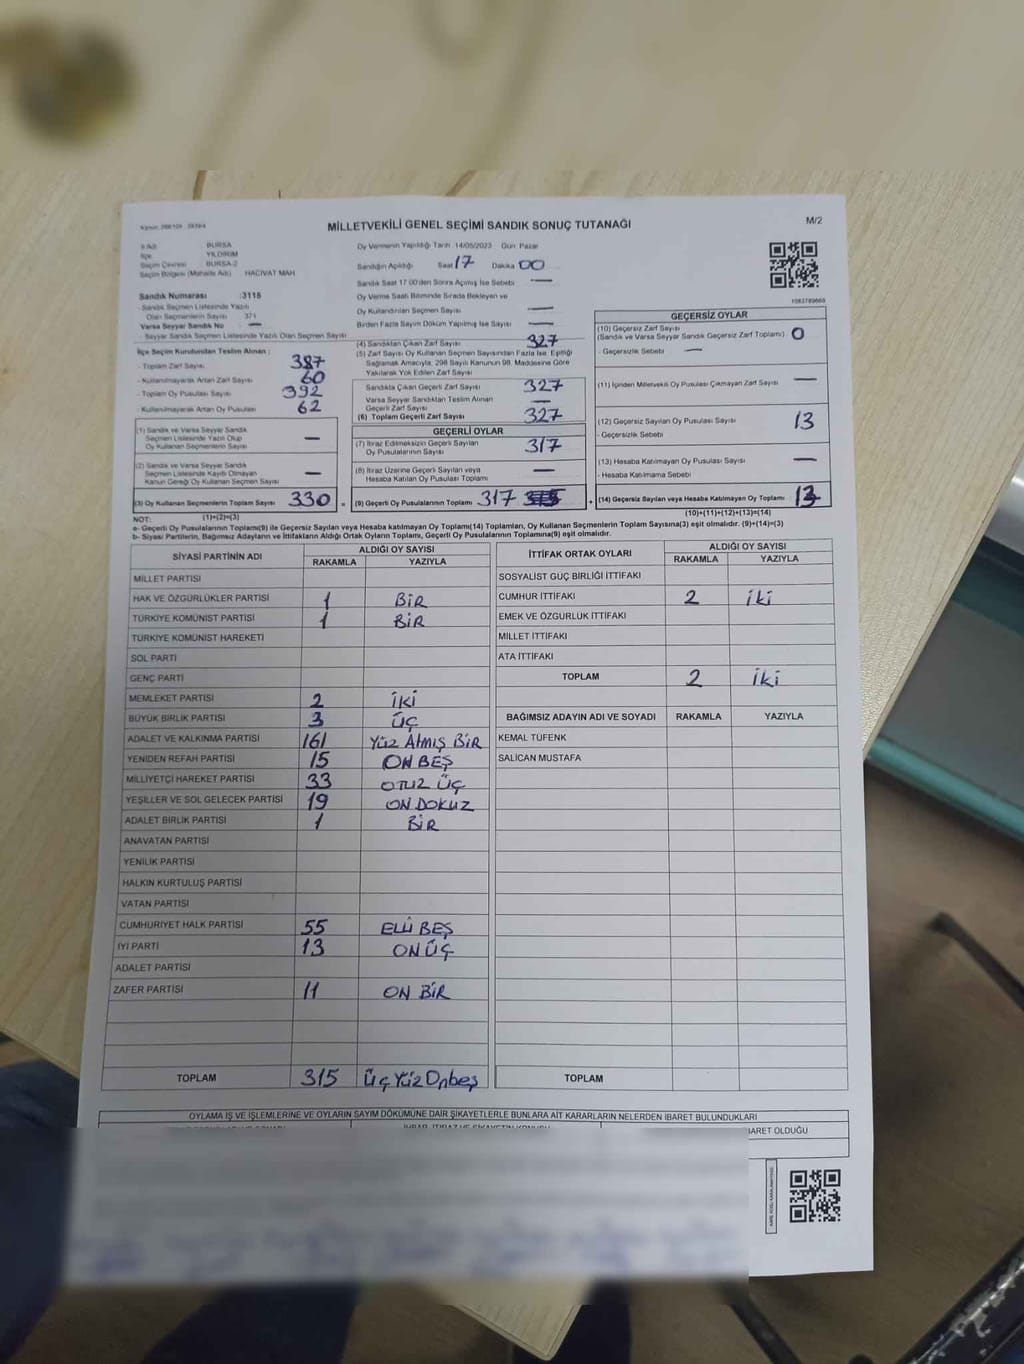 MİLLETVEKİLİ GENEL SEÇİMİ SANDIK SONUÇ TUTANAĞI
M/2
İl Adı : BURSA
İlçe : YILDIRIM
Seçim Çevresi : BURSA-2
Seçim Bölgesi (Mahalle Adı) : HACİVAT MAH.
Oy Vermenin Yapıldığı Tarih 14/05/2023 Gün Pazar
Sandığın Açıldığı Saat 17 Dakika 00
Sandık Saat 17.00'den Sonra Açılmış İse Sebebi —
Oy Verme Saati Bitiminde Sırada Bekleyen ve
Oy Kullandırılan Seçmen Sayısı —
Birden Fazla Sayım Döküm Yapılmış İse Sayısı —
Sandık Numarası :3115
- Sandık Seçmen Listesinde Yazılı
Olan Seçmenlerin Sayısı 371
Varsa Seyyar Sandık No —
- Seyyar Sandık Seçmen Listesinde Yazılı Olan Seçmen Sayısı
İlçe Seçim Kurulundan Teslim Alınan :
- Toplam Zarf Sayısı 387
- Kullanılmayarak Artan Zarf Sayısı 60
- Toplam Oy Pusulası Sayısı 392
- Kullanılmayarak Artan Oy Pusulası 62
(1) Sandık ve Varsa Seyyar Sandık
Seçmen Listesinde Yazılı Olup
Oy Kullanan Seçmenlerin Sayısı —
(2) Sandık ve Varsa Seyyar Sandık
Seçmen Listesinde Kayıtlı Olmayan
Kanun Gereği Oy Kullanan Seçmen Sayısı —
(3) Oy Kullanan Seçmenlerin Toplam Sayısı 330
(1)+(2)=(3)
(4) Sandıktan Çıkan Zarf Sayısı 327
(5) Zarf Sayısı Oy Kullanan Seçmen Sayısından Fazla İse, Eşitliği
Sağlamak Amacıyla, 298 Sayılı Kanunun 98. Maddesine Göre
Yakılarak Yok Edilen Zarf Sayısı
Sandıkta Çıkan Geçerli Zarf Sayısı 327
Varsa Seyyar Sandıktan Teslim Alınan
Geçerli Zarf Sayısı —
(6) Toplam Geçerli Zarf Sayısı 327
GEÇERLİ OYLAR
(7) İtiraz Edilmeksizin Geçerli Sayılan
Oy Pusulası Sayısı 317
(8) İtiraz Üzerine Geçerli Sayılan veya
Hesaba Katılan Oy Pusulası Toplamı —
= (9) Geçerli Oy Pusulalarının Toplamı 317
1083789666
GEÇERSİZ OYLAR
(10) Geçersiz Zarf Sayısı
(Sandık ve Varsa Seyyar Sandık Geçersiz Zarf Toplamı) 0
- Geçersizlik Sebebi —
(11) İçinden Milletvekili Oy Pusulası Çıkmayan Zarf Sayısı —
(12) Geçersiz Sayılan Oy Pusulası Sayısı 13
- Geçersizlik Sebebi
(13) Hesaba Katılmayan Oy Pusulası Sayısı —
- Hesaba Katılmama Sebebi
+ (14) Geçersiz Sayılan veya Hesaba Katılmayan Oy Toplamı 13
(10)+(11)+(12)+(13)=(14)
NOT:
a- Geçerli Oy Pusulalarının Toplamı(9) ile Geçersiz Sayılan veya Hesaba katılmayan Oy Toplamı(14) Toplamları, Oy Kullanan Seçmenlerin Toplam Sayısına(3) eşit olmalıdır. (9)+(14)=(3)
b- Siyasi Partilerin, Bağımsız Adayların ve İttifakların Aldığı Ortak Oyların Toplamı, Geçerli Oy Pusulalarının Toplamına(9) eşit olmalıdır.
SİYASİ PARTİNİN ADI ALDIĞI OY SAYISI
RAKAMLA YAZIYLA
MİLLET PARTİSİ
HAK VE ÖZGÜRLÜKLER PARTİSİ 1 BİR
TÜRKİYE KOMÜNİST PARTİSİ 1 BİR
TÜRKİYE KOMÜNİST HAREKETİ
SOL PARTİ
GENÇ PARTİ
MEMLEKET PARTİSİ 2 İKİ
BÜYÜK BİRLİK PARTİSİ 3 ÜÇ
ADALET VE KALKINMA PARTİSİ 161 YÜZ ATMIŞ BİR
YENİDEN REFAH PARTİSİ 15 ON BEŞ
MİLLİYETÇİ HAREKET PARTİSİ 33 OTUZ ÜÇ
YEŞİLLER VE SOL GELECEK PARTİSİ 19 ON DOKUZ
ADALET BİRLİK PARTİSİ 1 BİR
ANAVATAN PARTİSİ
YENİLİK PARTİSİ
HALKIN KURTULUŞ PARTİSİ
VATAN PARTİSİ
CUMHURİYET HALK PARTİSİ 55 ELLİ BEŞ
İYİ PARTİ 13 ON ÜÇ
ADALET PARTİSİ
ZAFER PARTİSİ 11 ON BİR
TOPLAM 315 ÜÇ YÜZ Onbeş
İTTİFAK ORTAK OYLARI ALDIĞI OY SAYISI
RAKAMLA YAZIYLA
SOSYALİST GÜÇ BİRLİĞİ İTTİFAKI
CUMHUR İTTİFAKI 2 İKİ
EMEK VE ÖZGÜRLÜK İTTİFAKI
MİLLET İTTİFAKI
ATA İTTİFAKI
TOPLAM 2 İKİ
BAĞIMSIZ ADAYIN ADI VE SOYADI RAKAMLA YAZIYLA
KEMAL TÜFENK
SALİCAN MUSTAFA
TOPLAM
OYLAMA İŞ VE İŞLEMLERİNE VE OYLARIN SAYIM DÖKÜMÜNE DAİR ŞİKAYETLERLE BUNLARA AİT KARARLARIN NELERDEN İBARET BULUNDUKLARI
İBARET OLDUĞU